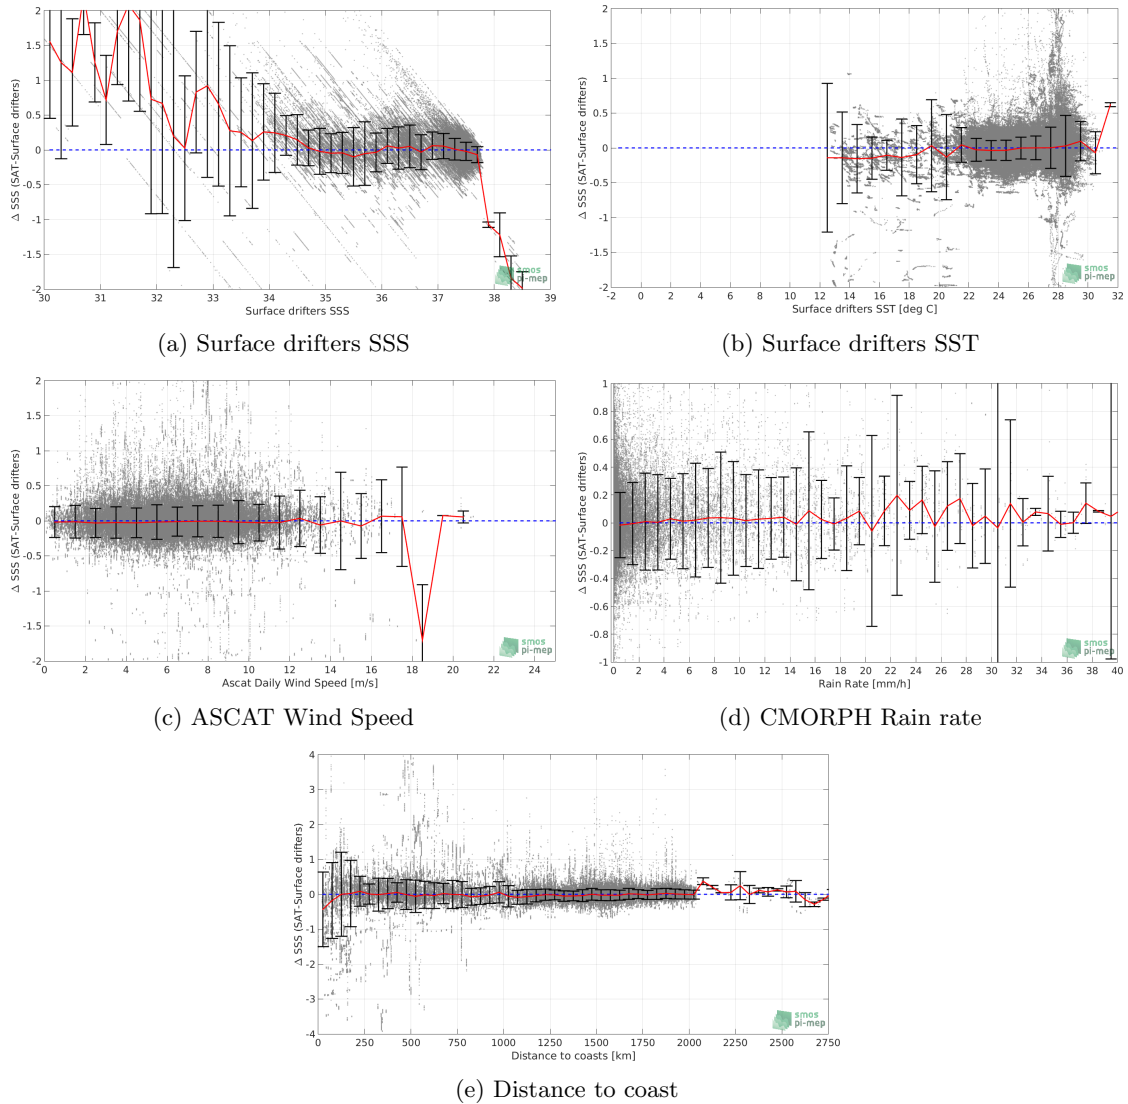 2
1.5
1
0.5
0
-0.5
-1
-1.5
-2
30 31 32 33 34 35 36 37 38 39
Δ SSS (SAT-Surface drifters)
Surface drifters SSS
smos
pi-mep
(a) Surface drifters SSS
2
1.5
1
0.5
0
-0.5
-1
-1.5
-2
-2 0 2 4 6 8 10 12 14 16 18 20 22 24 26 28 30 32
Δ SSS (SAT-Surface drifters)
Surface drifters SST [deg C]
smos
pi-mep
(b) Surface drifters SST
2
1.5
1
0.5
0
-0.5
-1
-1.5
-2
0 2 4 6 8 10 12 14 16 18 20 22 24
Δ SSS (SAT-Surface drifters)
Ascat Daily Wind Speed [m/s]
smos
pi-mep
(c) ASCAT Wind Speed
1
0.8
0.6
0.4
0.2
0
-0.2
-0.4
-0.6
-0.8
-1
0 2 4 6 8 10 12 14 16 18 20 22 24 26 28 30 32 34 36 38 40
Δ SSS (SAT-Surface drifters)
Rain Rate [mm/h]
smos
pi-mep
(d) CMORPH Rain rate
4
3
2
1
0
-1
-2
-3
-4
0 250 500 750 1000 1250 1500 1750 2000 2250 2500 2750
Δ SSS (SAT-Surface drifters)
Distance to coasts [km]
smos
pi-mep
(e) Distance to coast